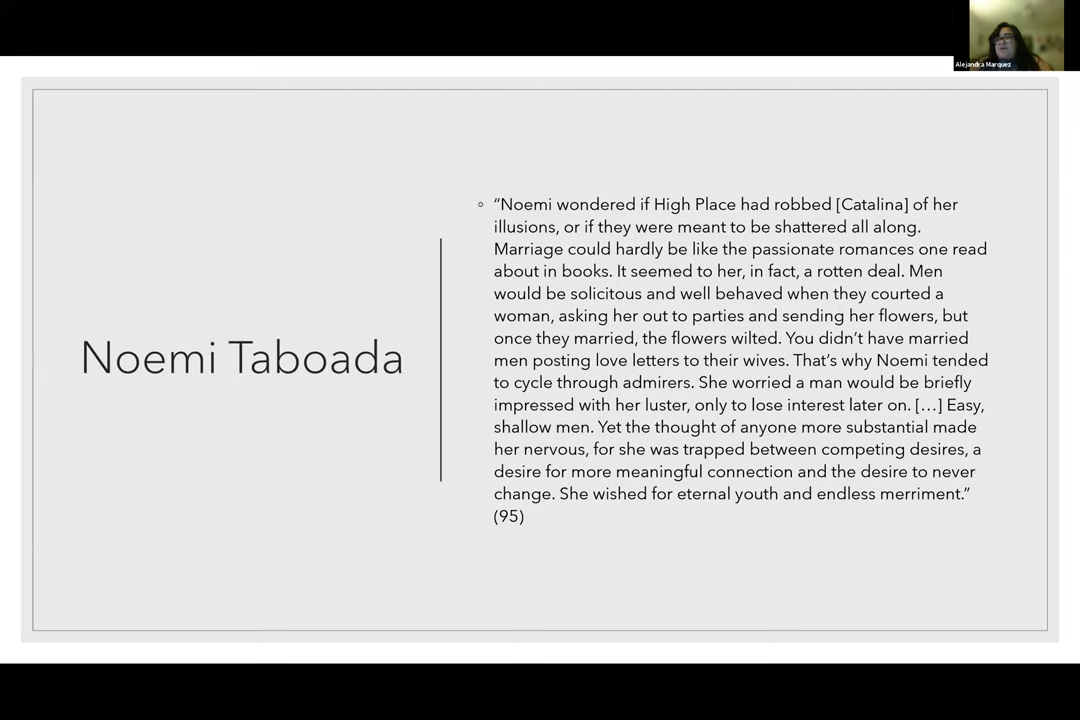 Alejandra Marquez
Noemi Taboada
“Noemi wondered if High Place had robbed [Catalina] of her
illusions, or if they were meant to be shattered all along.
Marriage could hardly be like the passionate romances one read
about in books. It seemed to her, in fact, a rotten deal. Men
would be solicitous and well behaved when they courted a
woman, asking her out to parties and sending her flowers, but
once they married, the flowers wilted. You didn’t have married
men posting love letters to their wives. That’s why Noemi tended
to cycle through admirers. She worried a man would be briefly
impressed with her luster, only to lose interest later on. […] Easy,
shallow men. Yet the thought of anyone more substantial made
her nervous, for she was trapped between competing desires, a
desire for more meaningful connection and the desire to never
change. She wished for eternal youth and endless merriment.”
(95)